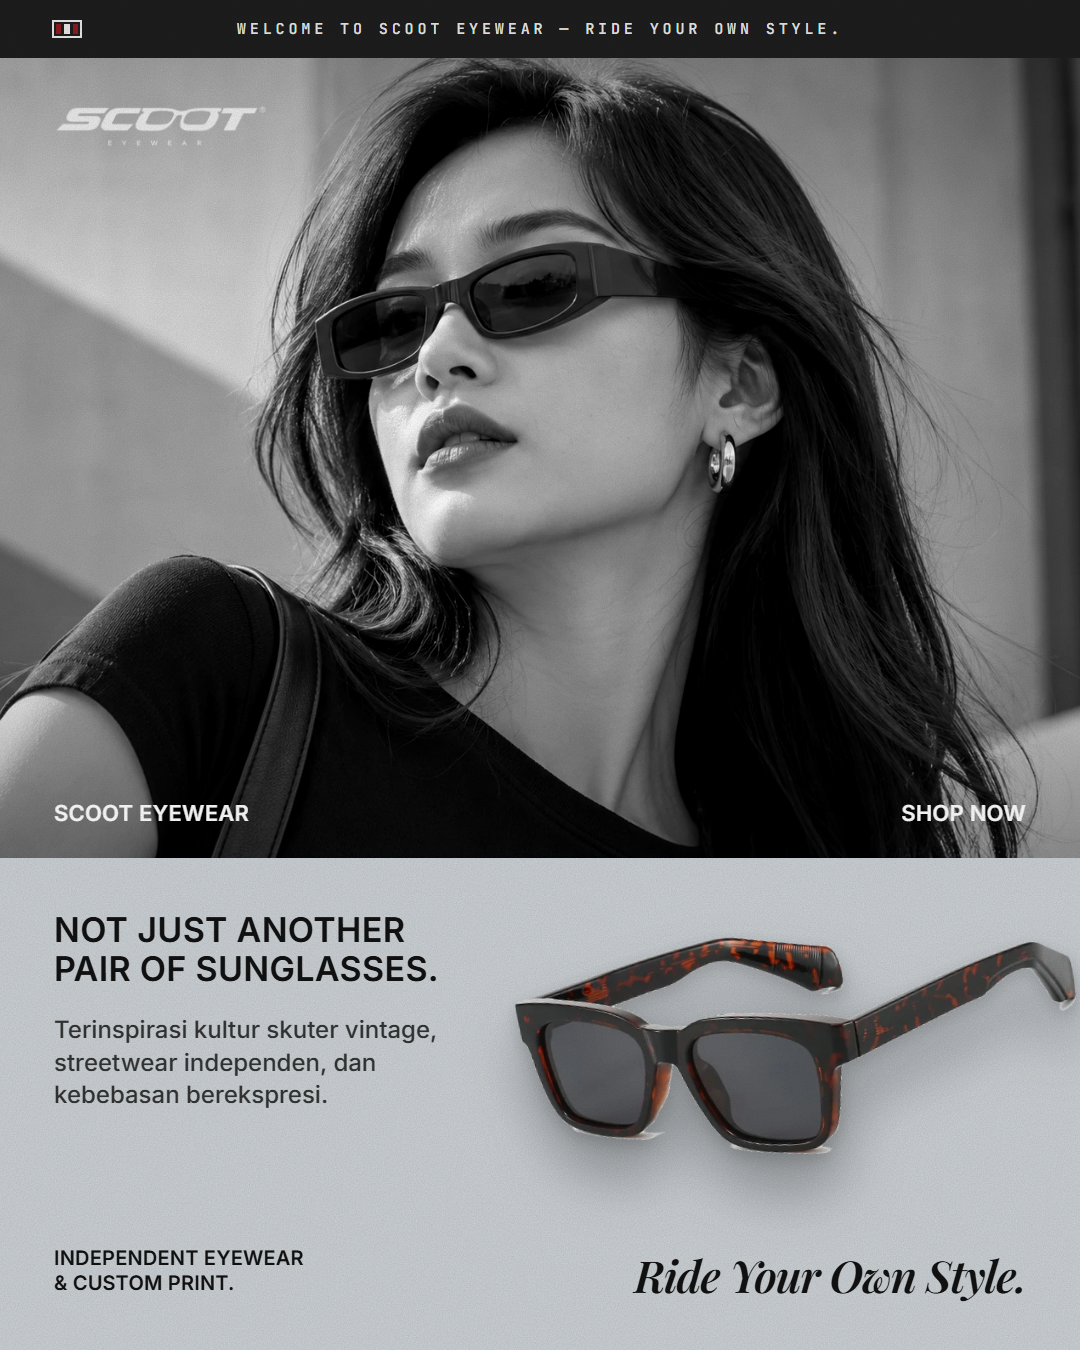 WELCOME TO SCOOT EYEWEAR — RIDE YOUR OWN STYLE.
SCOOT®
EYEWEAR
SCOOT EYEWEAR
SHOP NOW
NOT JUST ANOTHER
PAIR OF SUNGLASSES.
Terinspirasi kultur skuter vintage,
streetwear independen, dan
kebebasan berekspresi.
INDEPENDENT EYEWEAR
& CUSTOM PRINT.
Ride Your Own Style.